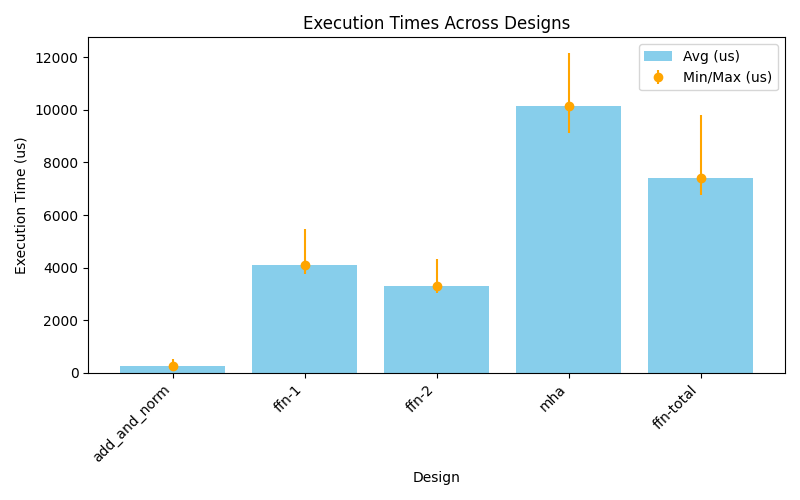 Execution Times Across Designs
Execution Time (us)
12000
10000
8000
6000
4000
2000
0
Avg (us)
Min/Max (us)
add_and_norm
ffn-1
ffn-2
mha
ffn-total
Design